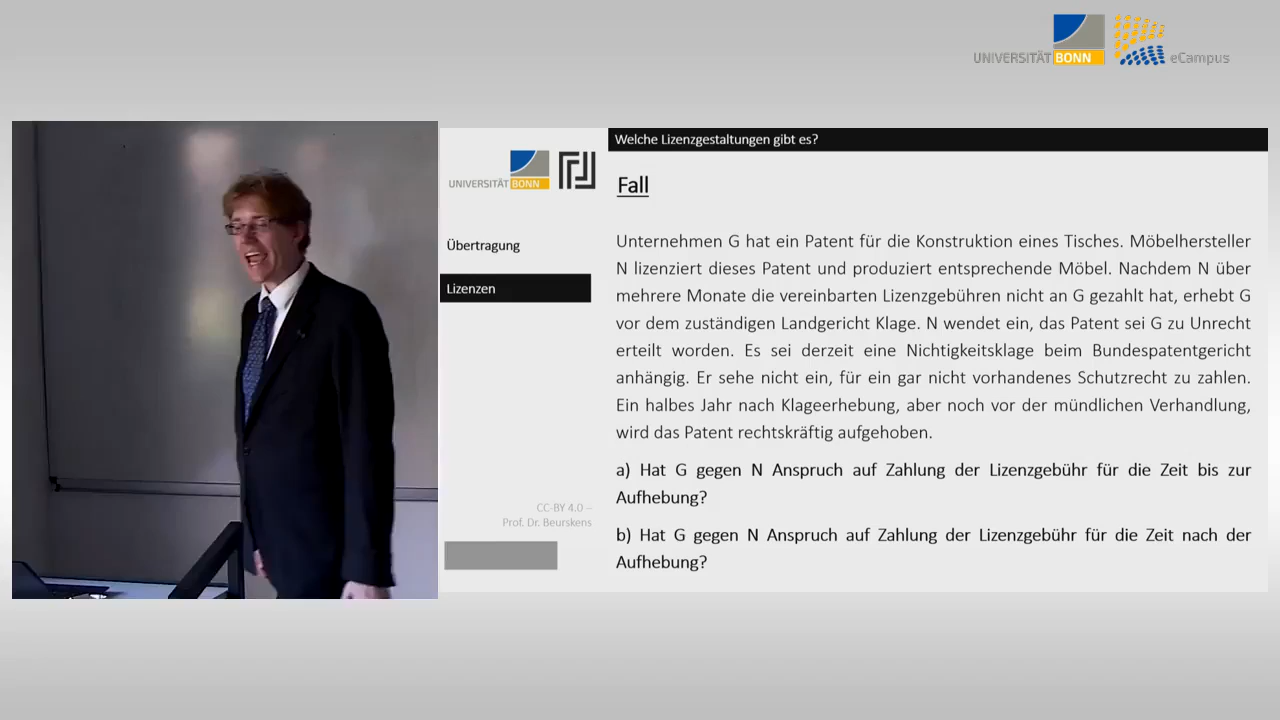 UNIVERSITÄT BONN eCampus
Welche Lizenzgestaltungen gibt es?
UNIVERSITÄT BONN
Übertragung
Lizenzen
CC-BY 4.0 –
Prof. Dr. Beurskens
Fall
Unternehmen G hat ein Patent für die Konstruktion eines Tisches. Möbelhersteller
N lizenziert dieses Patent und produziert entsprechende Möbel. Nachdem N über
mehrere Monate die vereinbarten Lizenzgebühren nicht an G gezahlt hat, erhebt G
vor dem zuständigen Landgericht Klage. N wendet ein, das Patent sei G zu Unrecht
erteilt worden. Es sei derzeit eine Nichtigkeitsklage beim Bundespatentgericht
anhängig. Er sehe nicht ein, für ein gar nicht vorhandenes Schutzrecht zu zahlen.
Ein halbes Jahr nach Klageerhebung, aber noch vor der mündlichen Verhandlung,
wird das Patent rechtskräftig aufgehoben.
a) Hat G gegen N Anspruch auf Zahlung der Lizenzgebühr für die Zeit bis zur
Aufhebung?
b) Hat G gegen N Anspruch auf Zahlung der Lizenzgebühr für die Zeit nach der
Aufhebung?